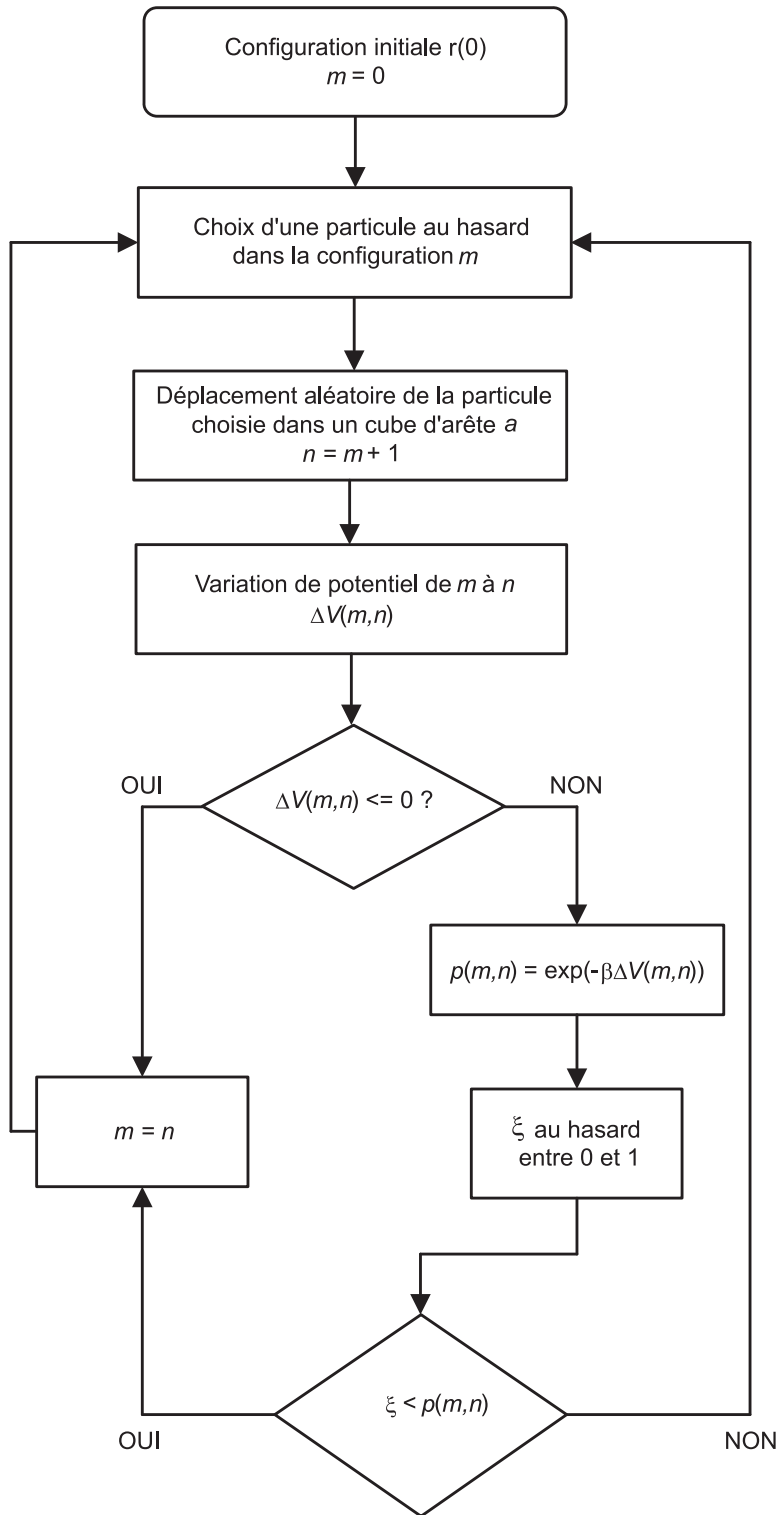 Configuration initiale r(0)
m = 0
Choix d'une particule au hasard
dans la configuration m
Déplacement aléatoire de la particule
choisie dans un cube d'arête a
n = m + 1
Variation de potentiel de m à n
ΔV(m,n)
OUI
ΔV(m,n) <= 0 ?
NON
p(m,n) = exp(-βΔV(m,n))
m = n
ξ au hasard
entre 0 et 1
ξ < p(m,n)
OUI
NON